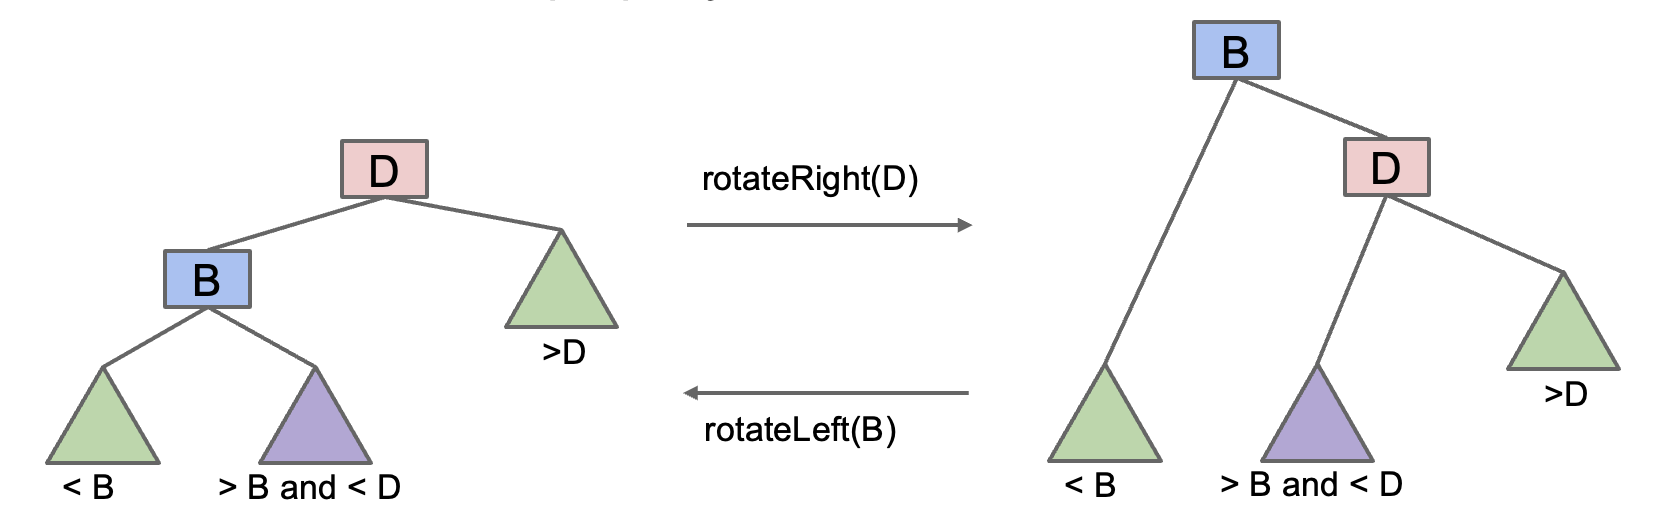 D
B
>D
< B
> B and < D
rotateRight(D)
rotateLeft(B)
B
D
>D
< B
> B and < D